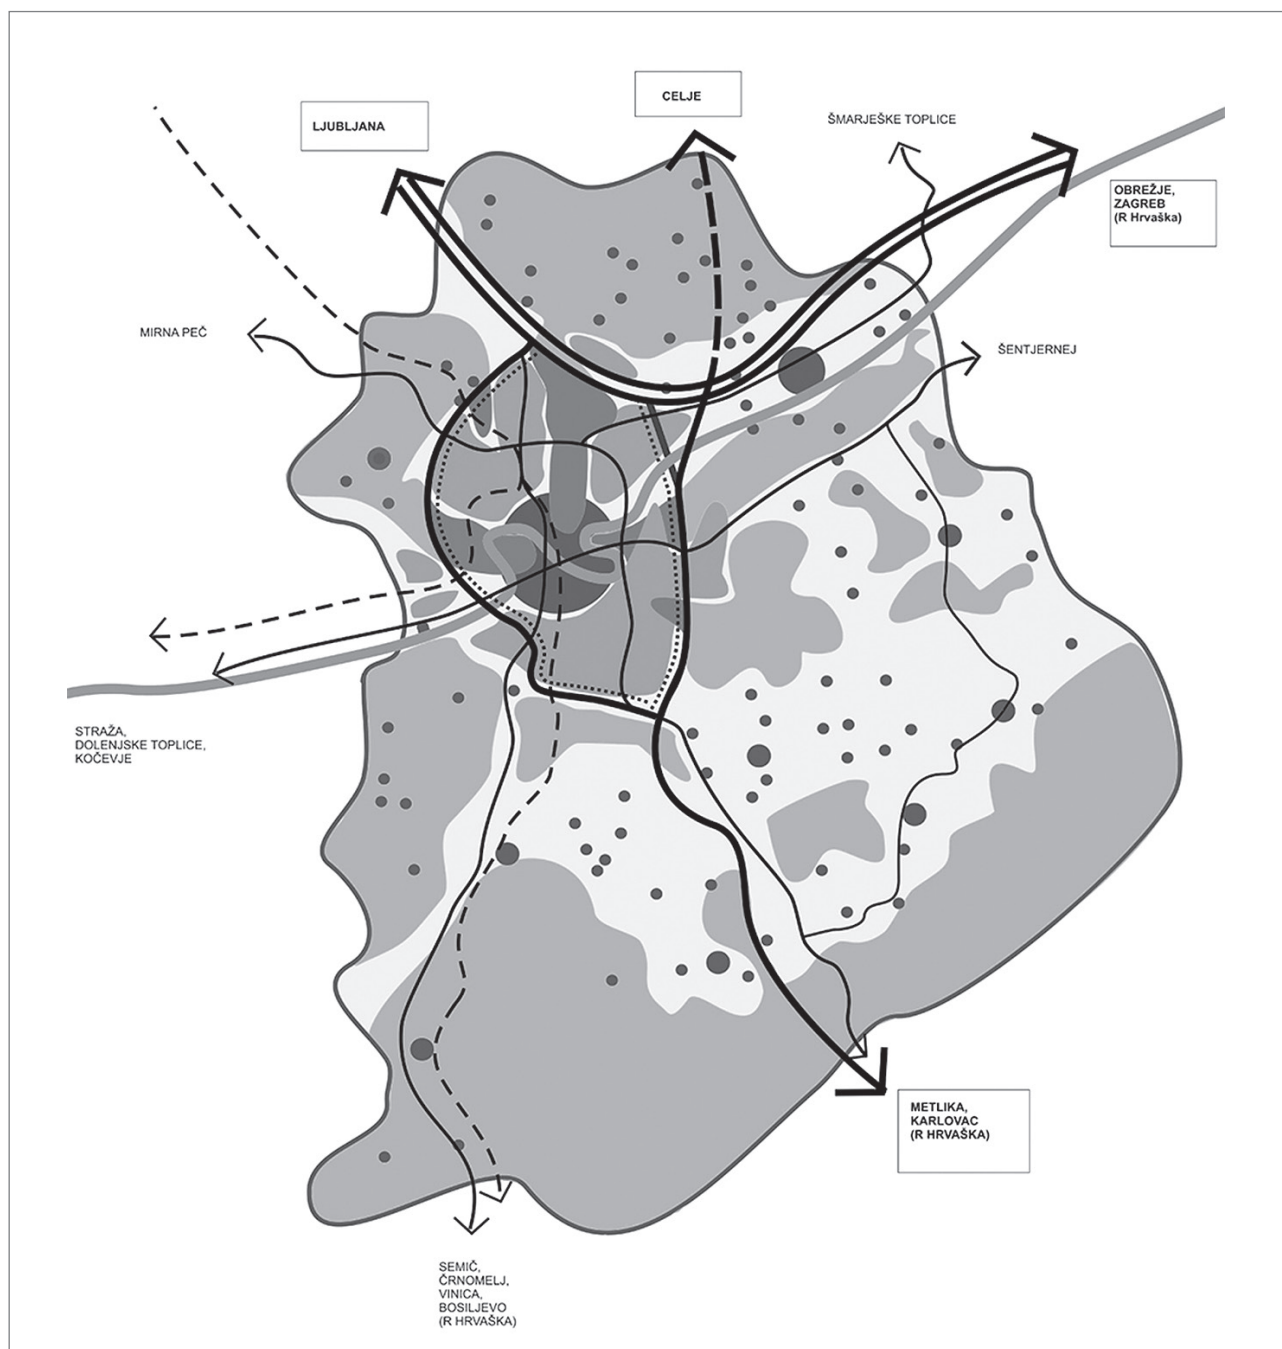 CELJE
LJUBLJANA
ŠMARJEŠKE TOPLICE
OBREŽJE,
ZAGREB
(R Hrvaška)
MIRNA PEČ
ŠENTJERNEJ
STRAŽA,
DOLENJSKE TOPLICE,
KOČEVJE
METLIKA,
KARLOVAC
(R HRVAŠKA)
SEMIČ,
ČRNOMELJ,
VINICA,
BOSILJEVO
(R HRVAŠKA)